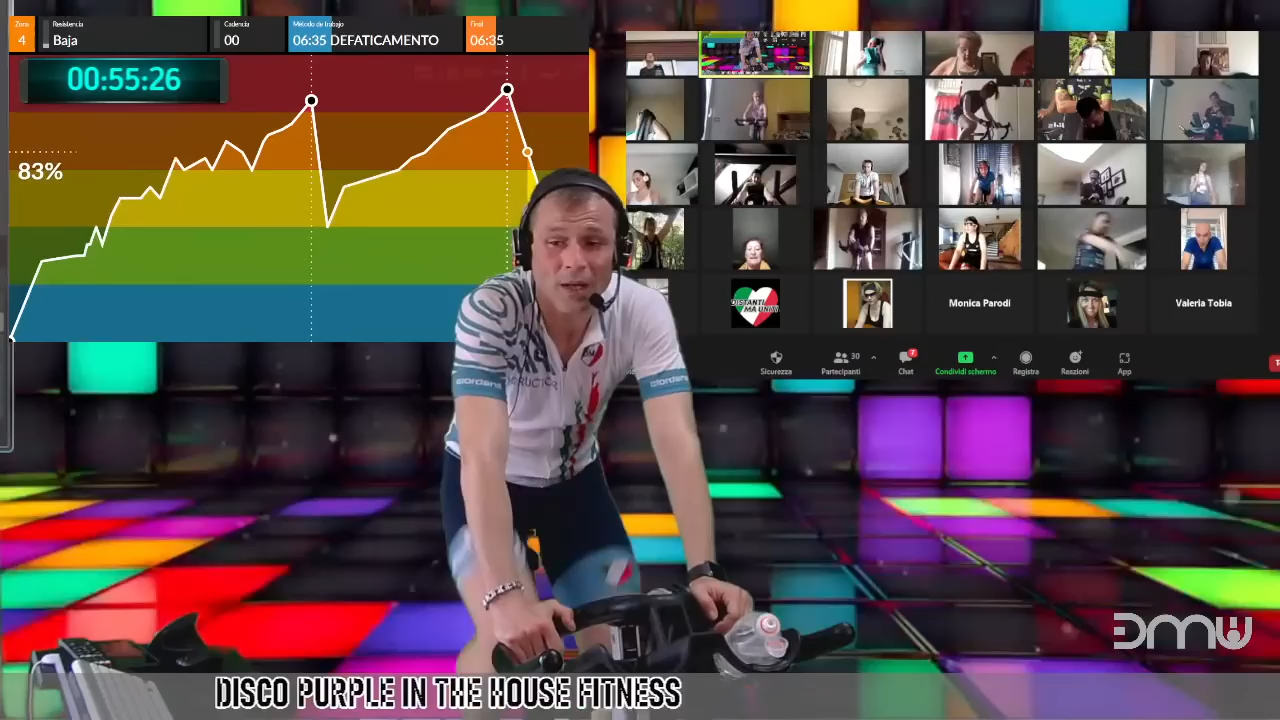 Zona
4
Resistencia
Baja
Cadencia
00
Método de trabajo
06:35 DEFATICAMENTO
Final
06:35
00:55:26
83%
DISTANTI
MA UNITI
Monica Parodi
Valeria Tobia
30
7
Sicurezza
Partecipanti
Chat
Condividi schermo
Registra
Reazioni
App
giordana
giordana
DMW
DISCO PURPLE IN THE HOUSE FITNESS